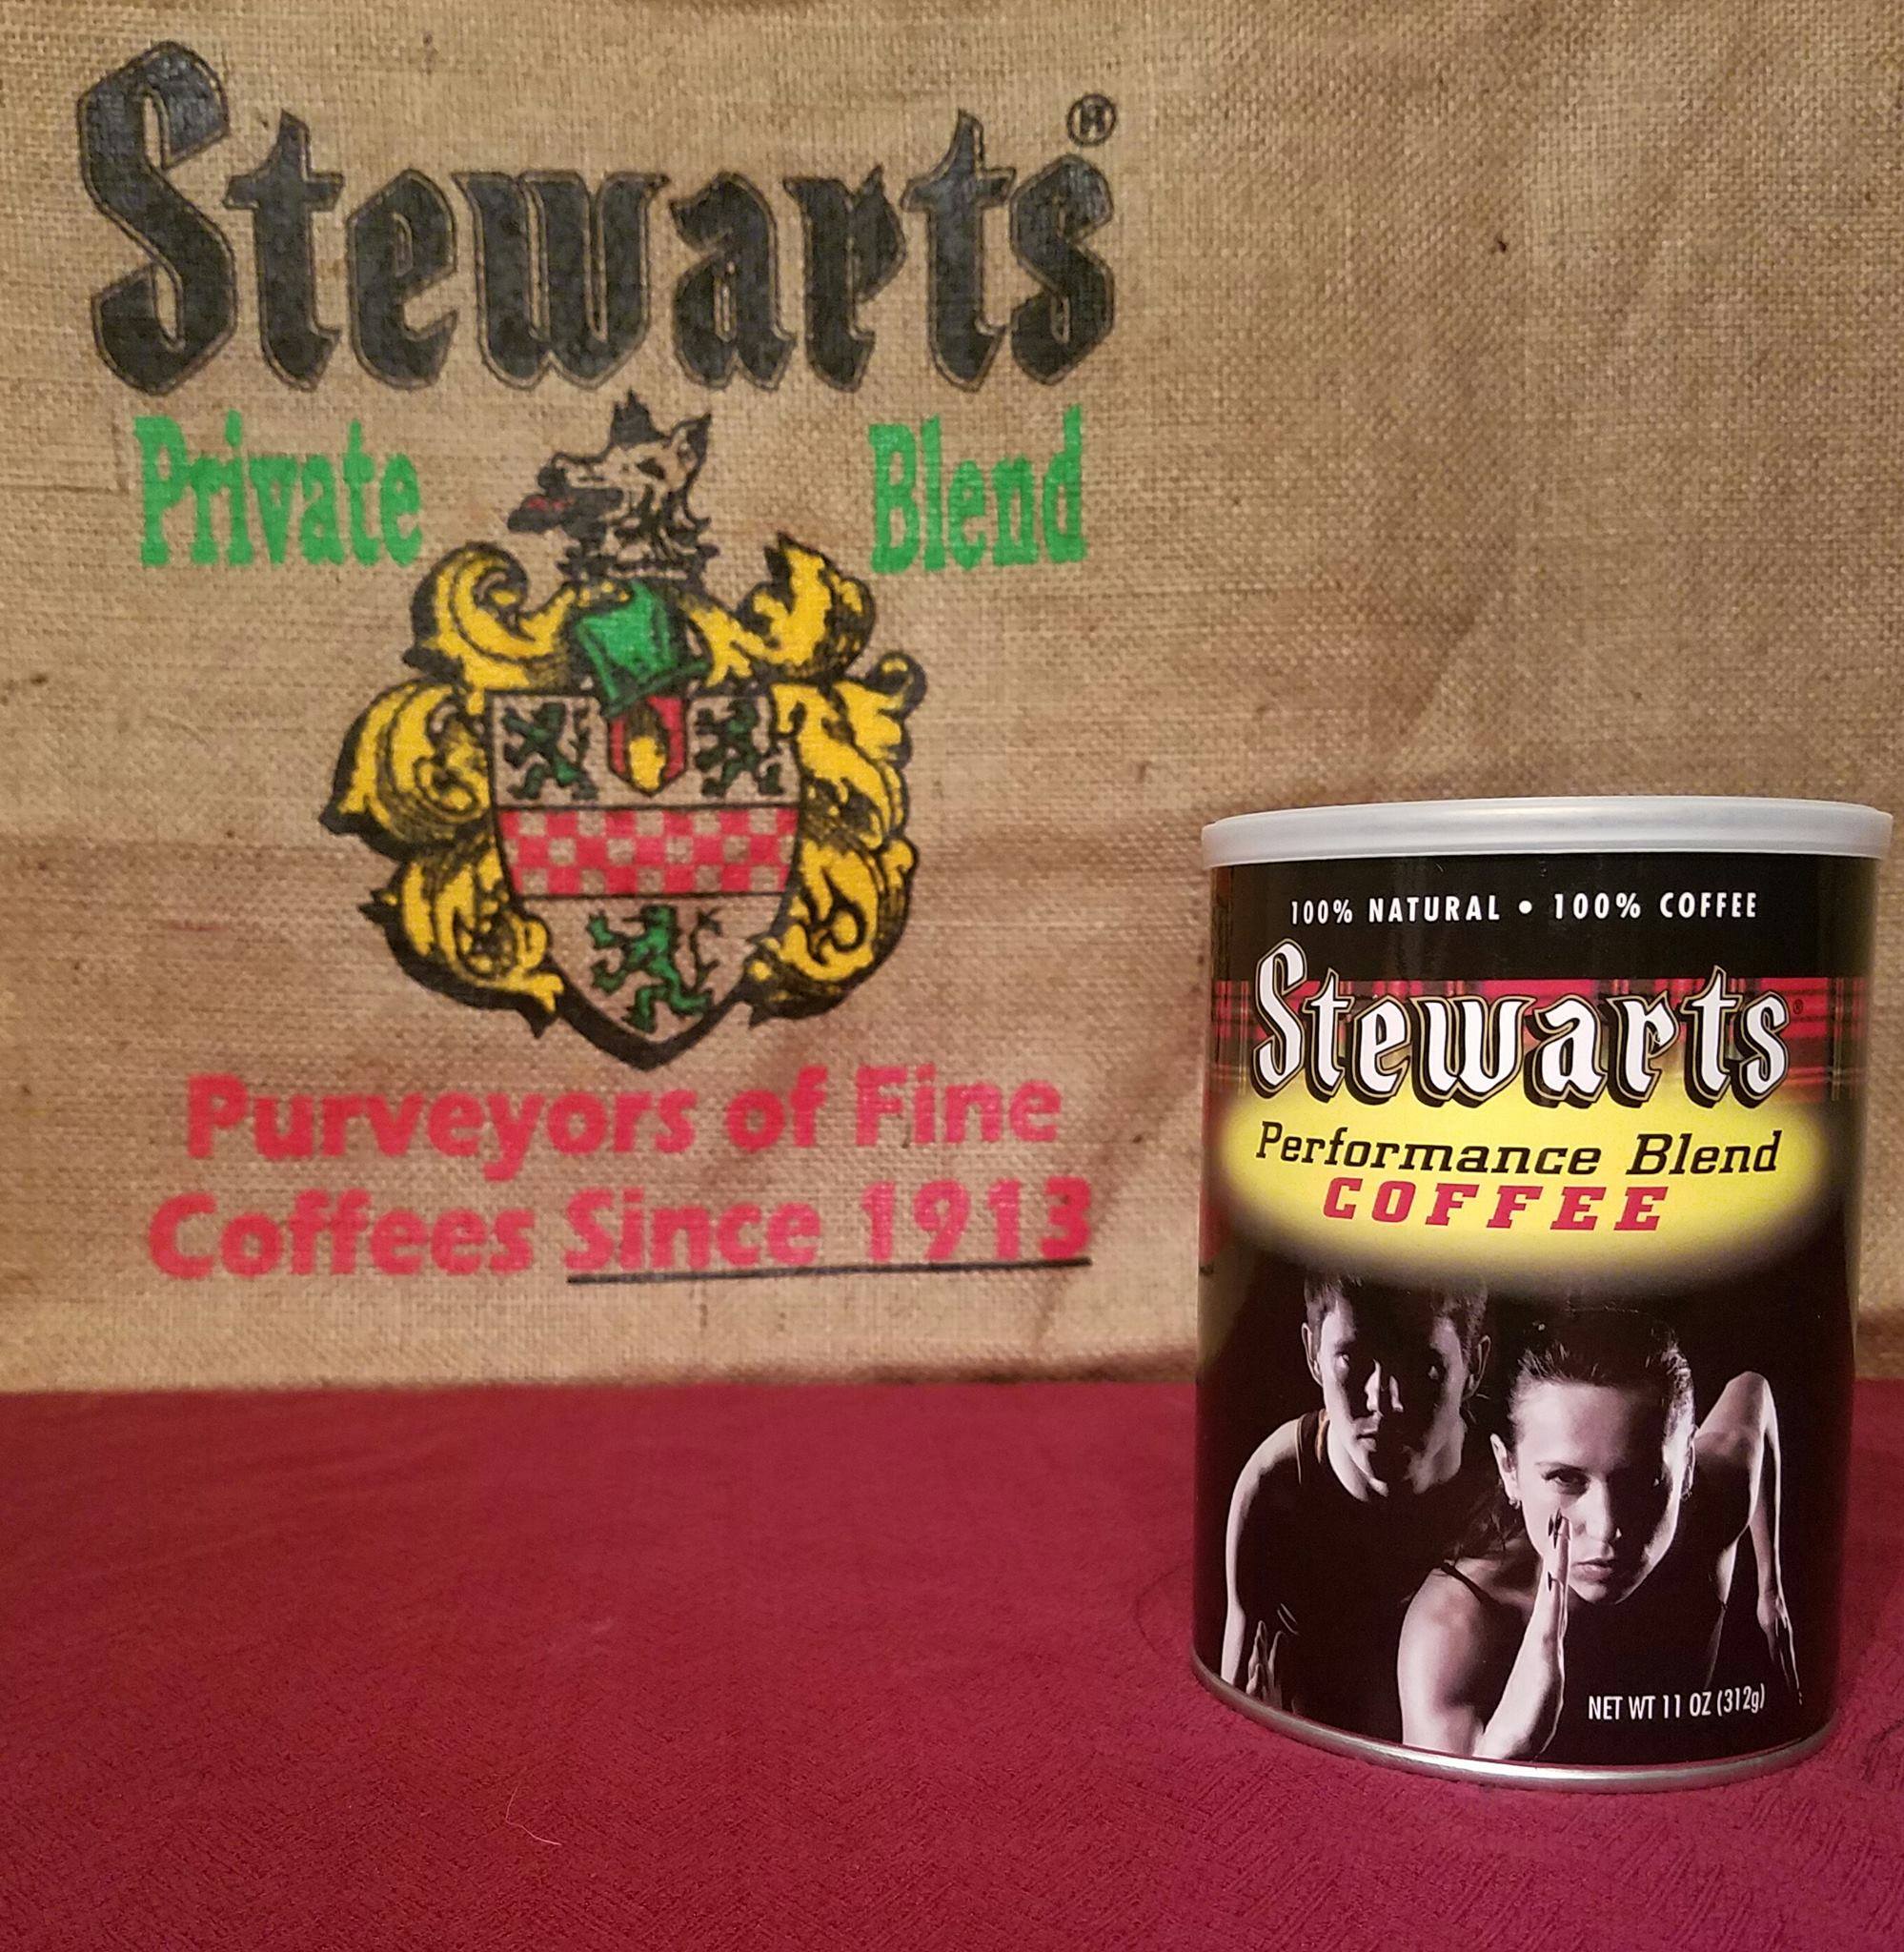 Stewarts®
Private Blend
Purveyors of Fine
Coffees Since 1913
100% NATURAL • 100% COFFEE
Stewarts®
Performance Blend
COFFEE
NET WT 11 OZ (312g)